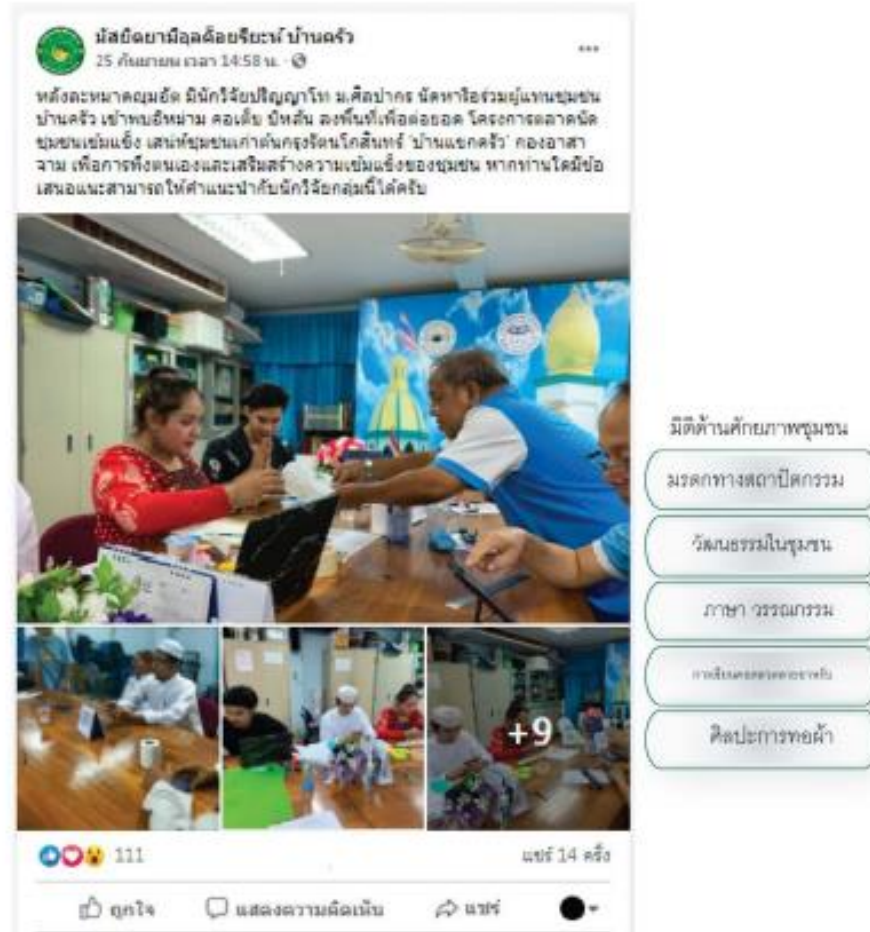 มัสยิดยามีอุลค็อยรียะห์ บ้านครัว
25 กันยายน เวลา 14:58 น.
หลังละหมาดญุมอัต มีนักวิจัยปริญญาโท ม.ศิลปากร นัดหารือร่วมผู้แทนชุมชน
บ้านครัว เข้าพบอิหม่าม คอเต็บ บิหลั่น ลงพื้นที่เพื่อต่อยอด โครงการตลาดนัด
ชุมชนเข้มแข็ง เสน่ห์ชุมชนเก่าต้นกรุงรัตนโกสินทร์ 'บ้านแขกครัว' กองอาสา
จาม เพื่อการพึ่งตนเองและเสริมสร้างความเข้มแข็งของชุมชน หากท่านใดมีข้อ
เสนอแนะสามารถให้คำแนะนำกับนักวิจัยกลุ่มนี้ได้ครับ
+9
111
แชร์ 14 ครั้ง
ถูกใจ
แสดงความคิดเห็น
แชร์
มิติด้านศักยภาพชุมชน
มรดกทางสถาปัตกรรม
วัฒนธรรมในชุมชน
ภาษา วรรณกรรม
ศิลปะการทอผ้า